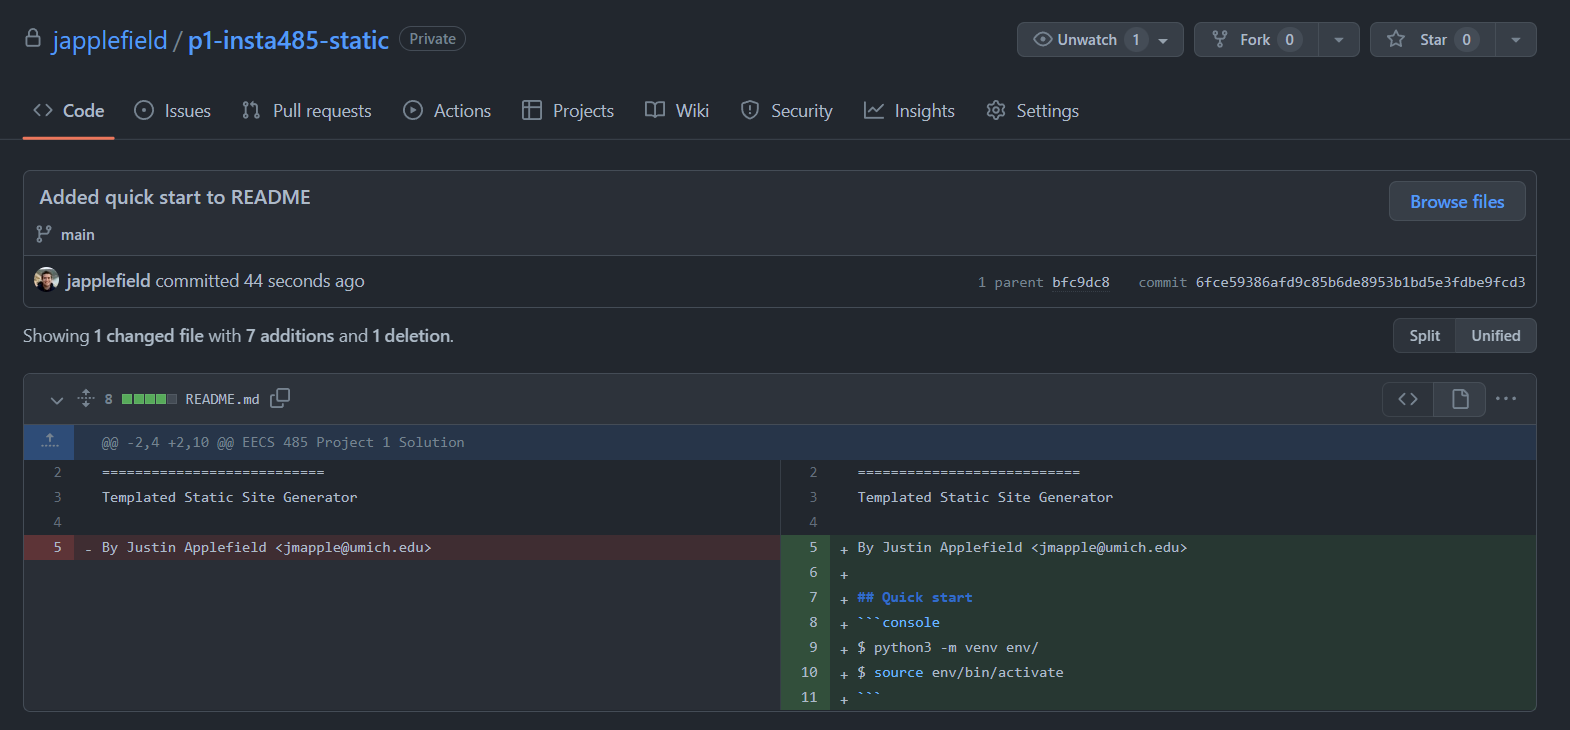 japplefield / p1-insta485-static Private
Unwatch 1 Fork 0 Star 0
Code Issues Pull requests Actions Projects Wiki Security Insights Settings
Added quick start to README
Browse files
main
japplefield committed 44 seconds ago
1 parent bfc9dc8 commit 6fce59386afd9c85b6de8953b1bd5e3fdbe9fcd3
Showing 1 changed file with 7 additions and 1 deletion.
Split Unified
8 README.md
@@ -2,4 +2,10 @@ EECS 485 Project 1 Solution
2 ===========================
3 Templated Static Site Generator
4
5 - By Justin Applefield <jmapple@umich.edu>
2 ===========================
3 Templated Static Site Generator
4
5 + By Justin Applefield <jmapple@umich.edu>
6 +
7 + ## Quick start
8 + ```console
9 + $ python3 -m venv env/
10 + $ source env/bin/activate
11 + ```